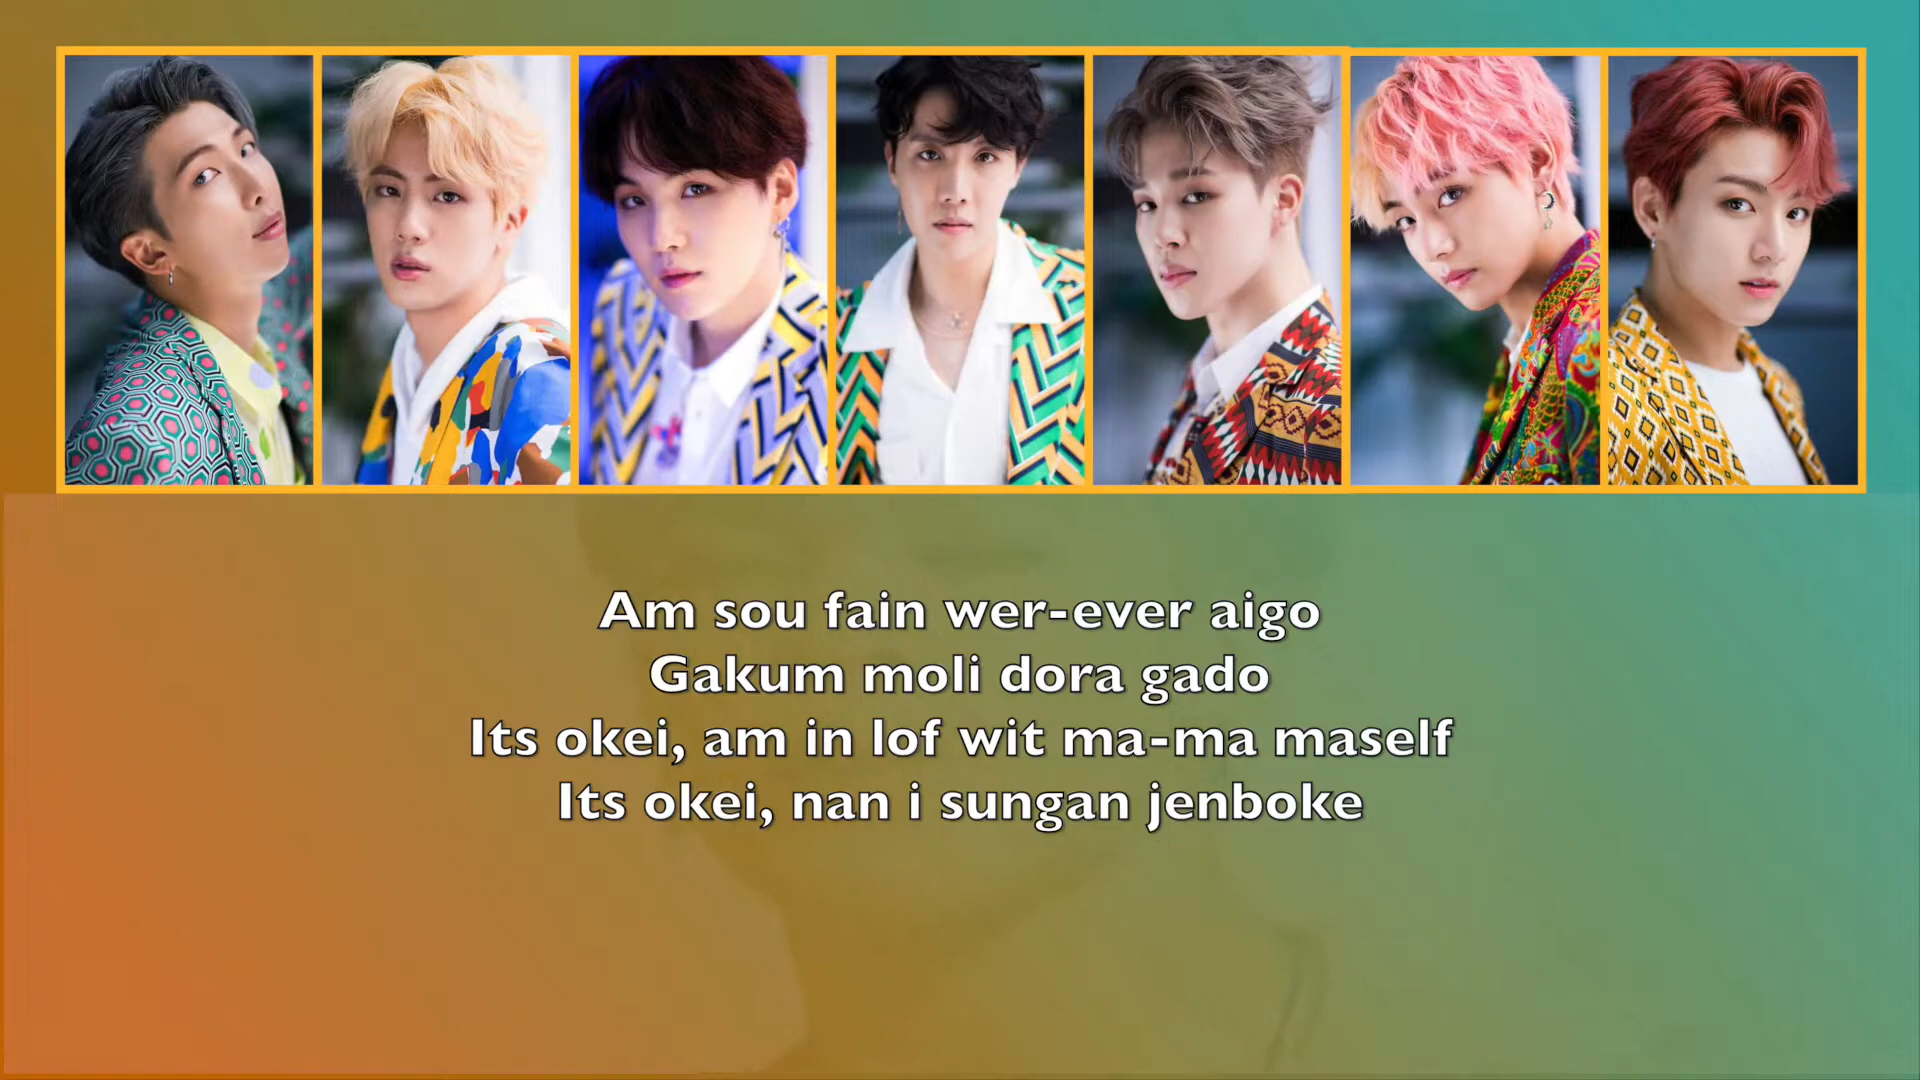 Am sou fain wer-ever aigo
Gakum moli dora gado
Its okei, am in lof wit ma-ma maself
Its okei, nan i sungan jenboke